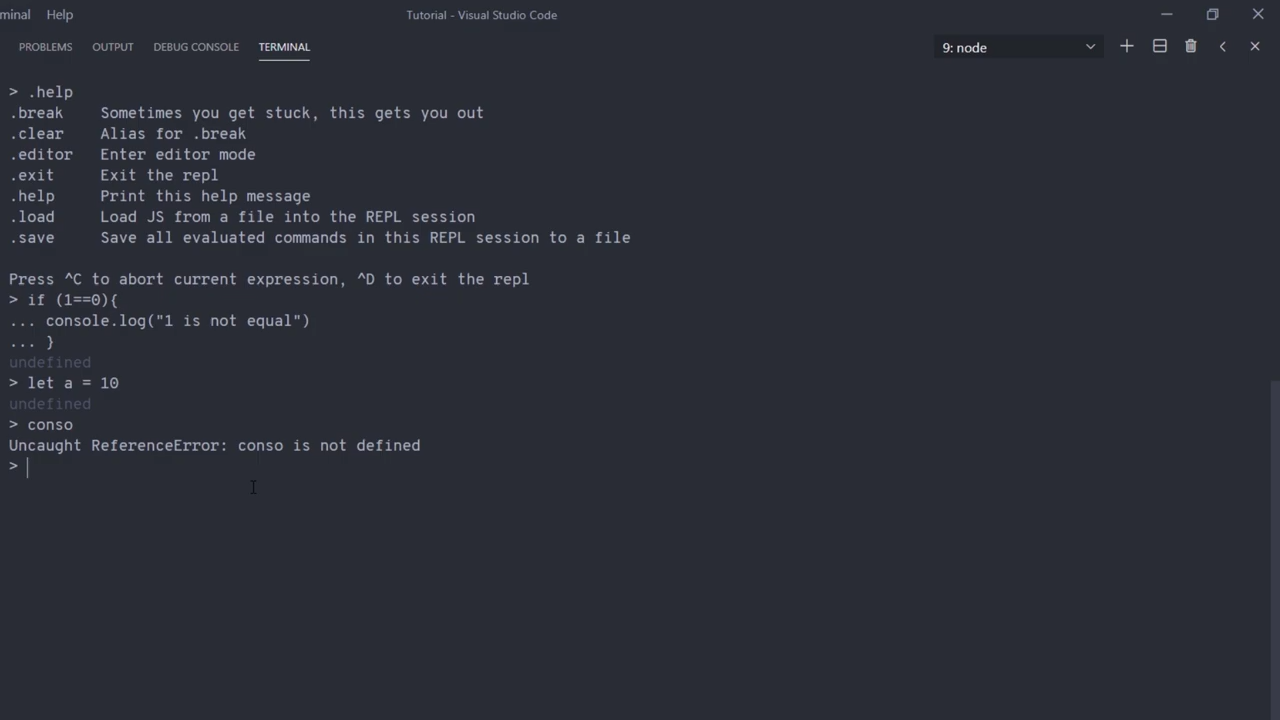 minal Help Tutorial - Visual Studio Code
PROBLEMS OUTPUT DEBUG CONSOLE TERMINAL 9: node
> .help
.break Sometimes you get stuck, this gets you out
.clear Alias for .break
.editor Enter editor mode
.exit Exit the repl
.help Print this help message
.load Load JS from a file into the REPL session
.save Save all evaluated commands in this REPL session to a file
Press ^C to abort current expression, ^D to exit the repl
> if (1==0){
... console.log("1 is not equal")
... }
undefined
> let a = 10
undefined
> conso
Uncaught ReferenceError: conso is not defined
>